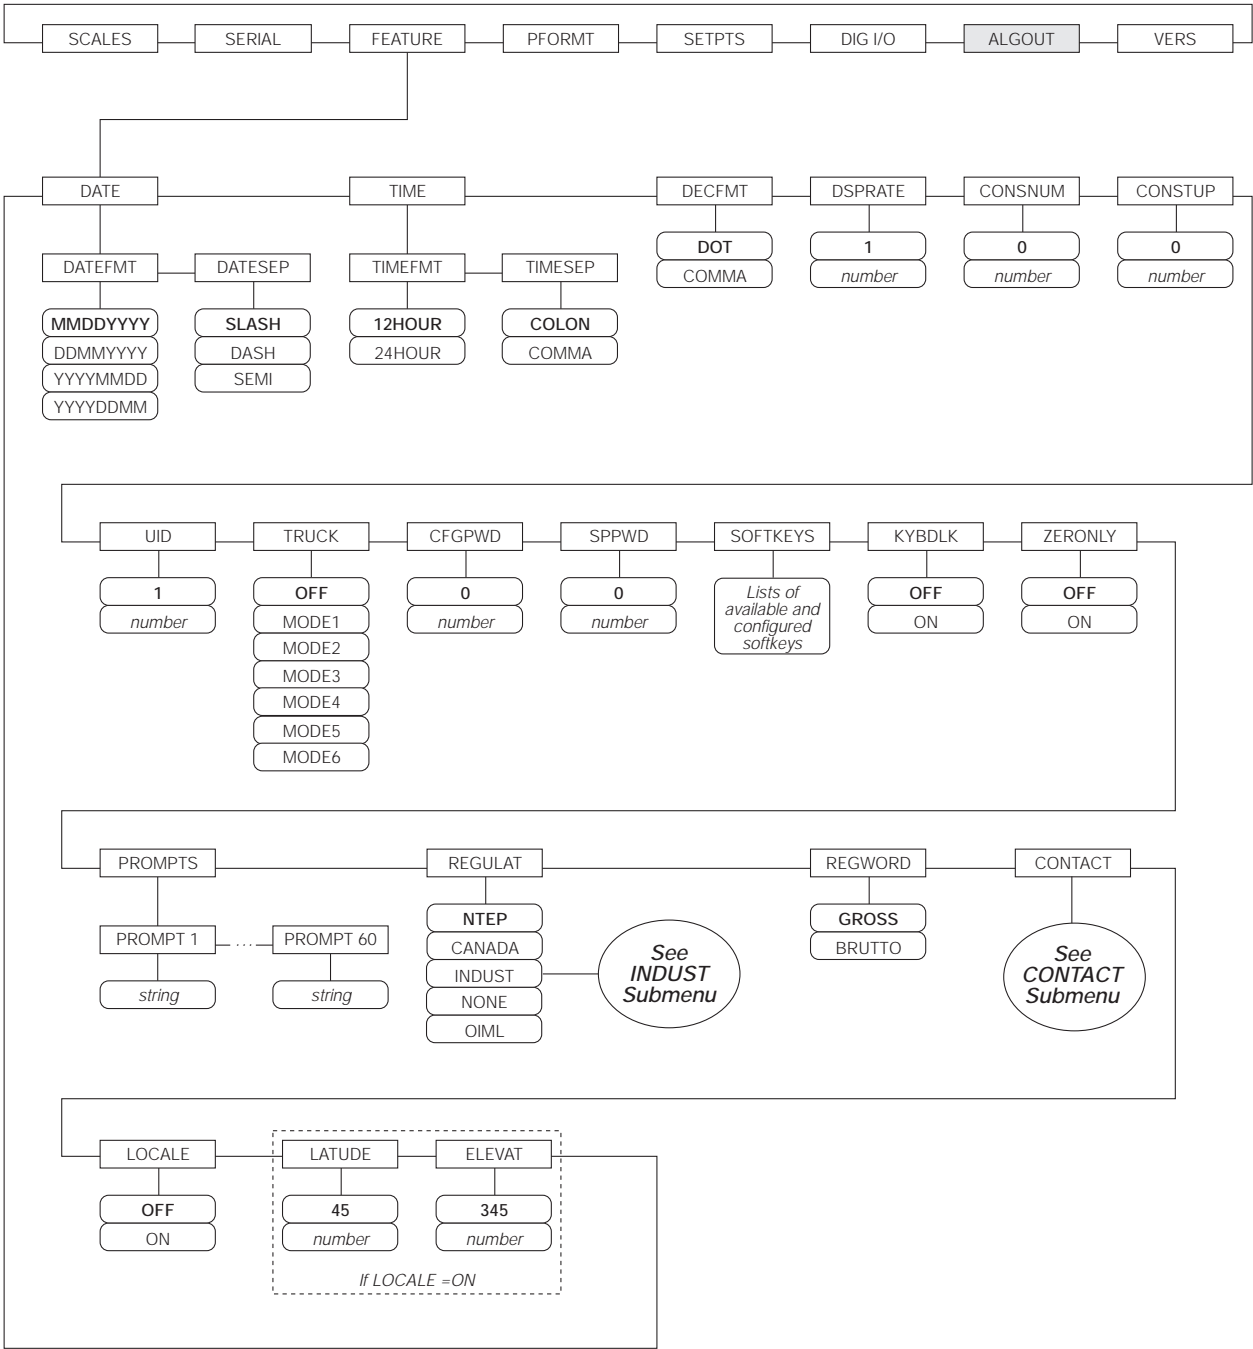 SCALES SERIAL FEATURE PFORMT SETPTS DIG I/O ALGOUT VERS
DATE TIME DECFMT DSPRATE CONSNUM CONSTUP
DOT 1 0 0
COMMA number number number
DATEFMT DATESEP TIMEFMT TIMESEP
MMDDYYYY SLASH 12HOUR COLON
DDMMYYYY DASH 24HOUR COMMA
YYYYMMDD SEMI
YYYYDDMM
UID TRUCK CFGPWD SPPWD SOFTKEYS KYBDLK ZERONLY
1 OFF 0 0 OFF OFF
number MODE1 number number ON ON
Lists of
available and
configured
softkeys
MODE2
MODE3
MODE4
MODE5
MODE6
PROMPTS REGULAT REGWORD CONTACT
NTEP GROSS
PROMPT 1 ... PROMPT 60 CANADA BRUTTO
string string INDUST
NONE
OIML
See
INDUST
Submenu
See
CONTACT
Submenu
LOCALE LATUDE ELEVAT
OFF 45 345
ON number number
If LOCALE =ON